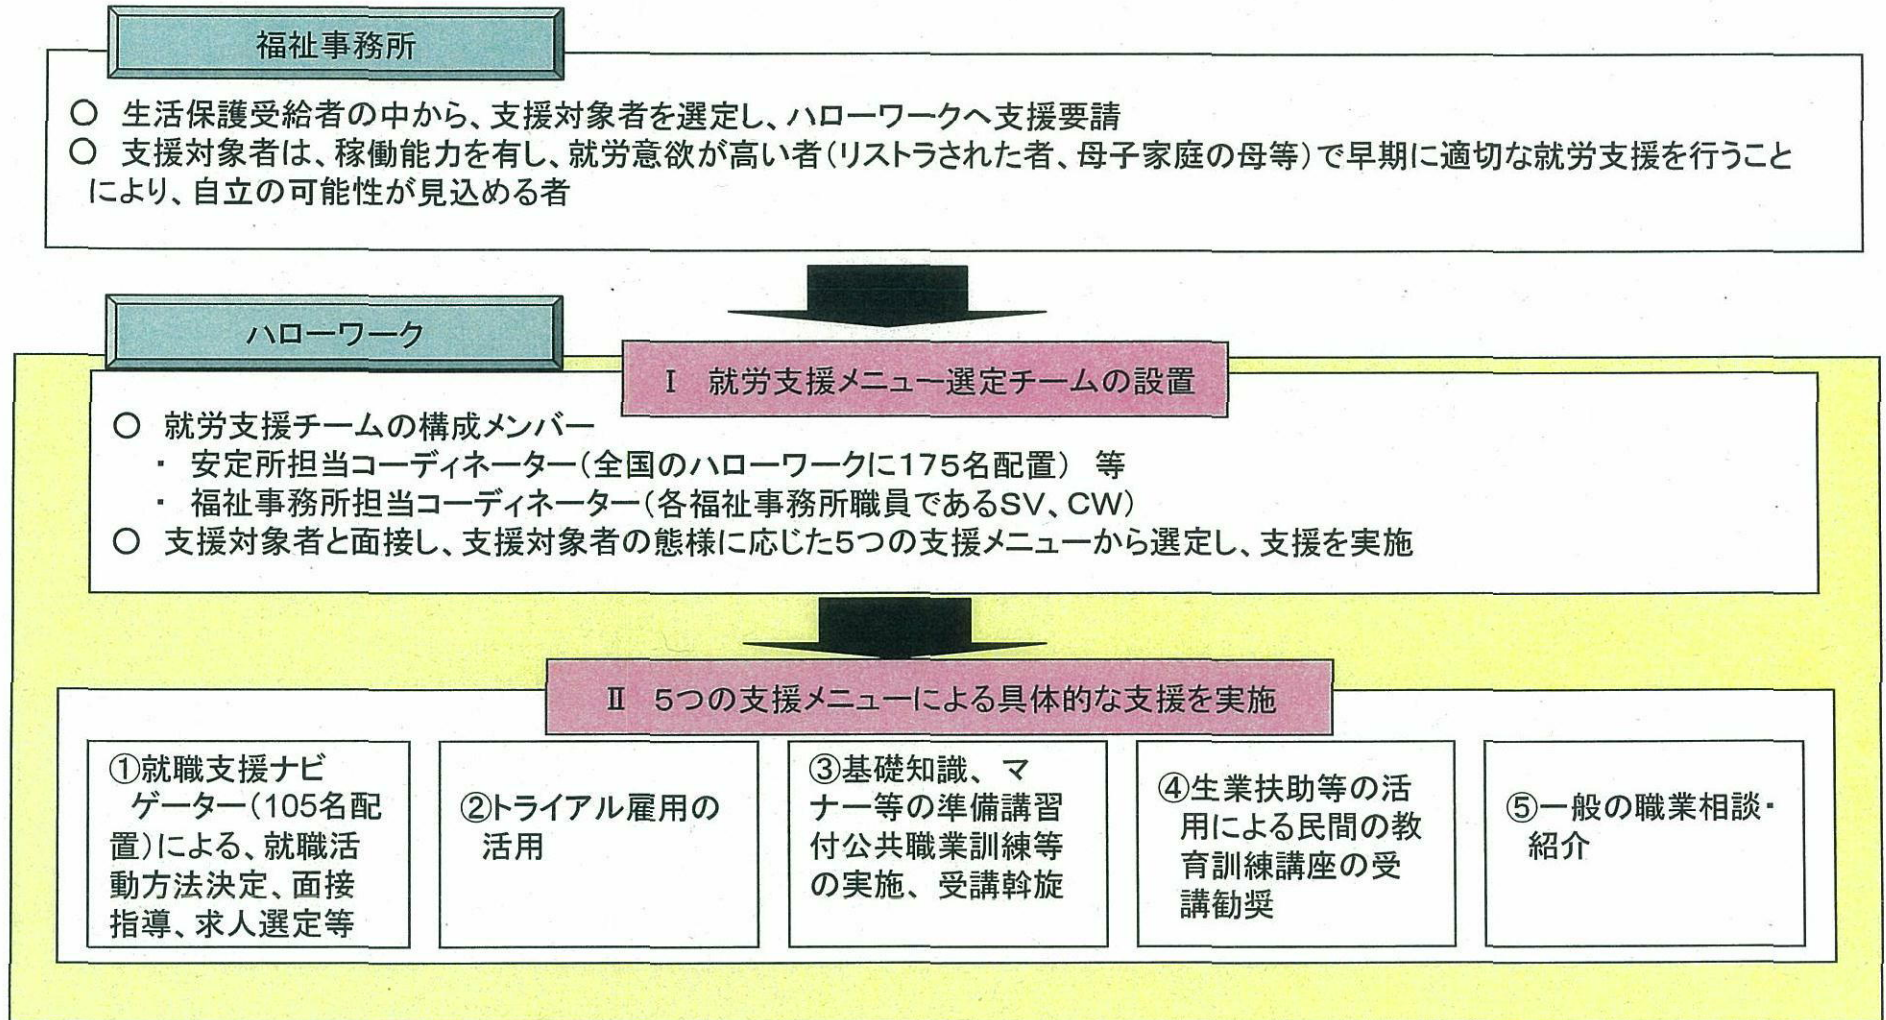 福祉事務所
○ 生活保護受給者の中から、支援対象者を選定し、ハローワークへ支援要請
○ 支援対象者は、稼働能力を有し、就労意欲が高い者(リストラされた者、母子家庭の母等)で早期に適切な就労支援を行うこと
により、自立の可能性が見込める者
ハローワーク
Ⅰ 就労支援メニュー選定チームの設置
○ 就労支援チームの構成メンバー
・ 安定所担当コーディネーター(全国のハローワークに175名配置) 等
・ 福祉事務所担当コーディネーター(各福祉事務所職員であるSV、CW)
○ 支援対象者と面接し、支援対象者の態様に応じた5つの支援メニューから選定し、支援を実施
Ⅱ 5つの支援メニューによる具体的な支援を実施
①就職支援ナビ
ゲーター(105名配
置)による、就職活
動方法決定、面接
指導、求人選定等
②トライアル雇用の
活用
③基礎知識、マ
ナー等の準備講習
付公共職業訓練等
の実施、受講斡旋
④生業扶助等の活
用による民間の教
育訓練講座の受
講勧奨
⑤一般の職業相談・
紹介